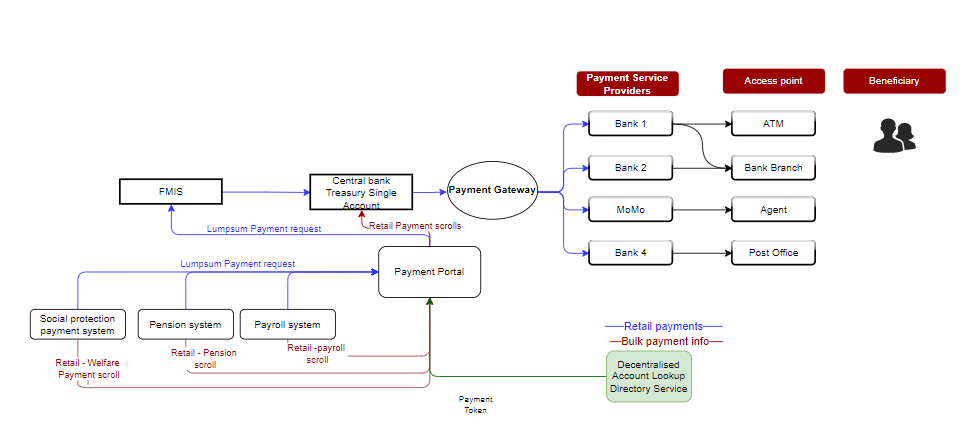 Payment Service
Providers
Access point
Beneficiary
Bank 1
ATM
Bank 2
Bank Branch
MoMo
Agent
Bank 4
Post Office
Payment Gateway
FMIS
Central bank
Treasury Single
Account
Lumpsum Payment request
Retail Payment scrolls
Lumpsum Payment request
Payment Portal
Social protection
payment system
Pension system
Payroll system
Retail - Welfare
Payment scroll
Retail - Pension
scroll
Retail -payroll
scroll
Retail payments
Bulk payment info
Decentralised
Account Lookup
Directory Service
Payment
Token